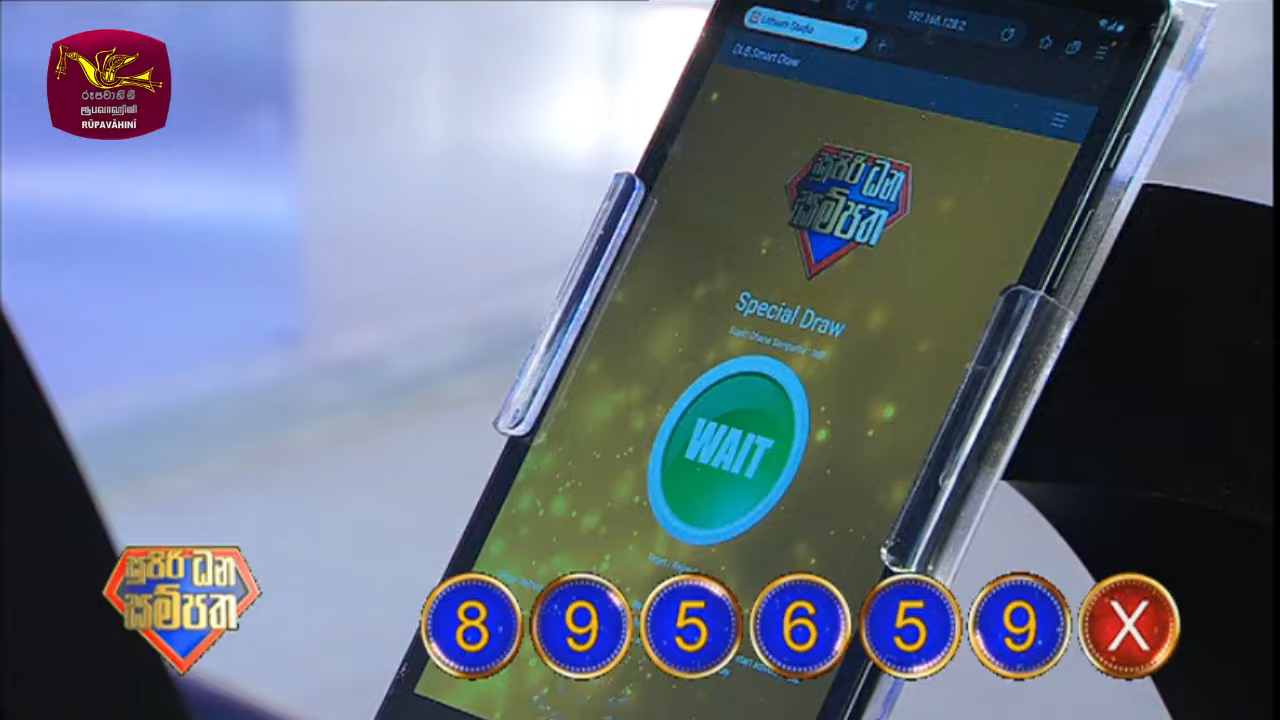 රූපවාහිනී
ரூபவாஹினி
RŪPAVĀHINĪ
Lithium Studio
192.168.128.2
DLB Smart Draw
සුපිරි ධන
සම්පත
Special Draw
WAIT
සුපිරි ධන
සම්පත
8 9 5 6 5 9 X